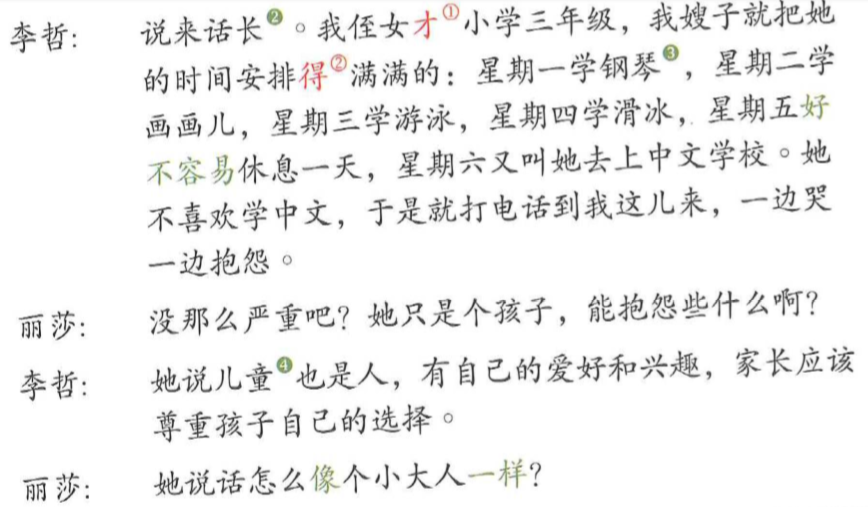 李哲: 说来话长❷。我侄女才①小学三年级，我嫂子就把她
的时间安排得②满满的：星期一学钢琴❸，星期二学
画画儿，星期三学游泳，星期四学滑冰，星期五好
不容易休息一天，星期六又叫她去上中文学校。她
不喜欢学中文，于是就打电话到我这儿来，一边哭
一边抱怨。
丽莎: 没那么严重吧？她只是个孩子，能抱怨些什么啊？
李哲: 她说儿童❹也是人，有自己的爱好和兴趣，家长应该
尊重孩子自己的选择。
丽莎: 她说话怎么像个小大人一样？